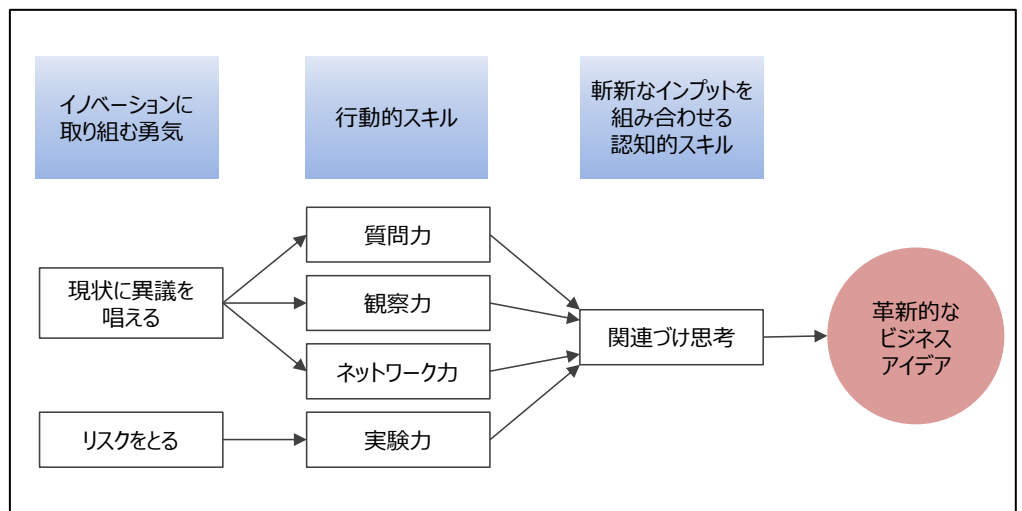 イノベーションに
取り組む勇気
行動的スキル
斬新なインプットを
組み合わせる
認知的スキル
現状に異議を
唱える
リスクをとる
質問力
観察力
ネットワーク力
実験力
関連づけ思考
革新的な
ビジネス
アイデア